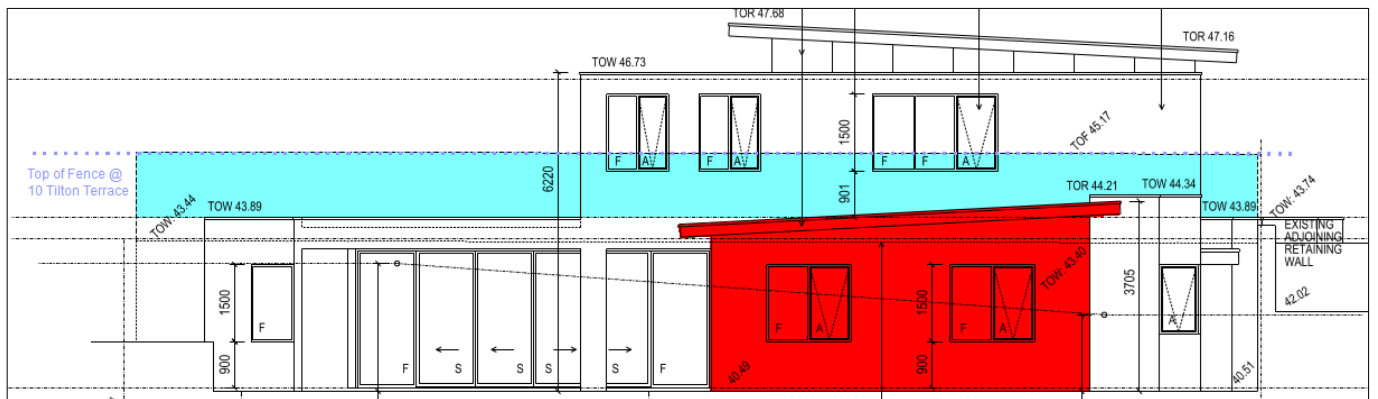 TOR 47.68
TOR 47.16
TOW 46.73
1500
TOF 45.17
F
A
F
A
F
F
A
Top of Fence @
10 Tilton Terrace
6220
901
TOW: 43.44
TOW 43.89
TOR 44.21
TOW 44.34
TOW 43.89
TOW: 43.74
EXISTING
ADJOINING
RETAINING
WALL
TOW: 43.40
3705
42.02
1500
F
1500
F
A
F
A
A
900
F
S
S
S
S
F
40.49
900
40.51